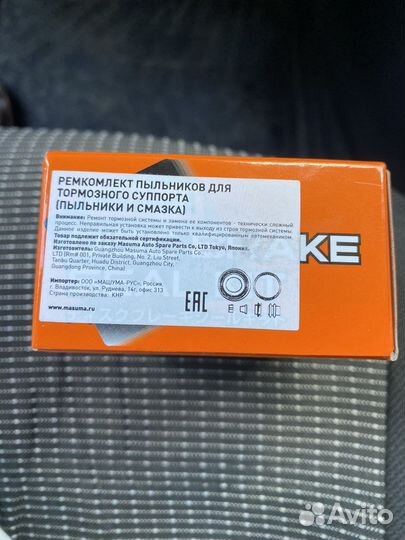 РЕМКОМЛЕКТ ПЫЛЬНИКОВ ДЛЯ
ТОРМОЗНОГО СУППОРТА
(ПЫЛЬНИКИ И СМАЗКА)
Внимание: Ремонт тормозной системы и замена ее компонентов - технически сложный
процесс. Неправильная установка может привести к выходу из строя тормозной системы.
Данное изделие может быть установлено только квалифицированным автомехаником.
Товар подлежит обязательной сертификации.
Изготовлено по заказу Masuma Auto Spare Parts Co., LTD Tokyo, Япония.
Изготовитель: Guangzhou Masuma Auto Spare Parts Co.,
LTD (Rm# 001, Private Building, No. 2, Liu Street,
Tanbu Quarter, Huadu District, Guangzhou City,
Guangdong Province, China)
Импортер: ООО «МАШУМА-РУС», Россия,
г. Владивосток, ул. Руднева, 14г, офис 313
Страна производства: КНР
www.masuma.ru
EAC
KE
Avito